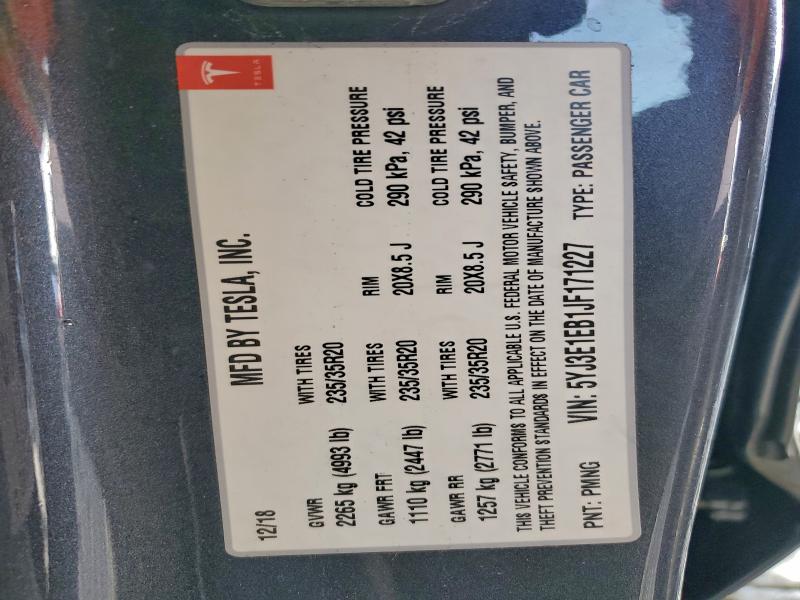 TESLA
MFD BY TESLA, INC.
12/18
GVWR WITH TIRES
2265 kg (4993 lb) 235/35R20
GAWR FRT WITH TIRES RIM COLD TIRE PRESSURE
1110 kg (2447 lb) 235/35R20 20X8.5 J 290 kPa, 42 psi
GAWR RR WITH TIRES RIM COLD TIRE PRESSURE
1257 kg (2771 lb) 235/35R20 20X8.5 J 290 kPa, 42 psi
THIS VEHICLE CONFORMS TO ALL APPLICABLE U.S. FEDERAL MOTOR VEHICLE SAFETY, BUMPER, AND
THEFT PREVENTION STANDARDS IN EFFECT ON THE DATE OF MANUFACTURE SHOWN ABOVE.
PNT: PMNG VIN: 5YJ3E1EB1JF171227 TYPE: PASSENGER CAR